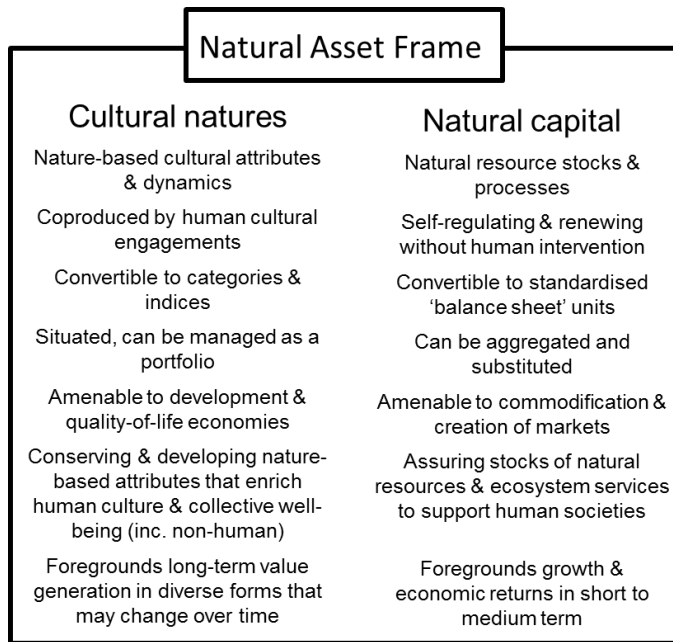 Natural Asset Frame
Cultural natures
Nature-based cultural attributes
& dynamics
Coproduced by human cultural
engagements
Convertible to categories &
indices
Situated, can be managed as a
portfolio
Amenable to development &
quality-of-life economies
Conserving & developing nature-
based attributes that enrich
human culture & collective well-
being (inc. non-human)
Foregrounds long-term value
generation in diverse forms that
may change over time
Natural capital
Natural resource stocks &
processes
Self-regulating & renewing
without human intervention
Convertible to standardised
‘balance sheet’ units
Can be aggregated and
substituted
Amenable to commodification &
creation of markets
Assuring stocks of natural
resources & ecosystem services
to support human societies
Foregrounds growth &
economic returns in short to
medium term